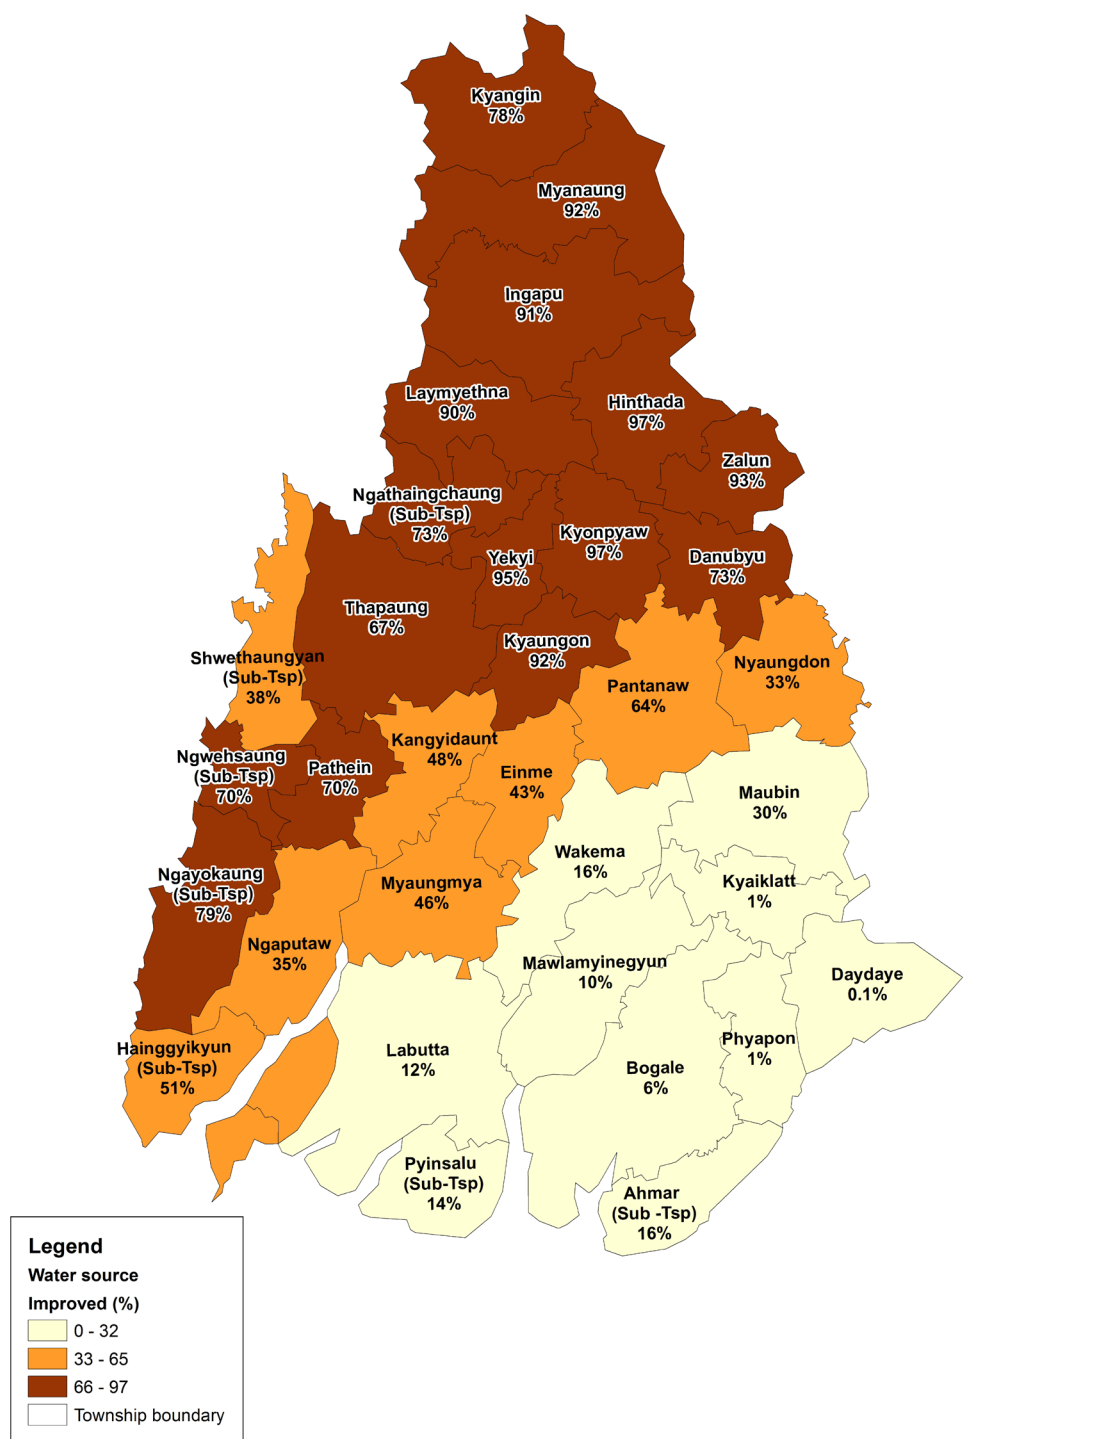 Kyangin
78%
Myanaung
92%
Ingapu
91%
Laymyethna
90%
Hinthada
97%
Zalun
93%
Ngathaingchaung
(Sub-Tsp)
73%
Kyonpyaw
97%
Yekyi
95%
Danubyu
73%
Thapaung
67%
Kyaungon
92%
Shwethaungyan
(Sub-Tsp)
38%
Nyaungdon
33%
Pantanaw
64%
Kangyidaunt
48%
Ngwehsaung
(Sub-Tsp)
70%
Pathein
70%
Einme
43%
Maubin
30%
Wakema
16%
Ngayokaung
(Sub-Tsp)
79%
Myaungmya
46%
Kyaiklatt
1%
Ngaputaw
35%
Mawlamyinegyun
10%
Daydaye
0.1%
Hainggyikyun
(Sub-Tsp)
51%
Labutta
12%
Phyapon
1%
Bogale
6%
Pyinsalu
(Sub-Tsp)
14%
Ahmar
(Sub -Tsp)
16%
Legend
Water source
Improved (%)
0 - 32
33 - 65
66 - 97
Township boundary